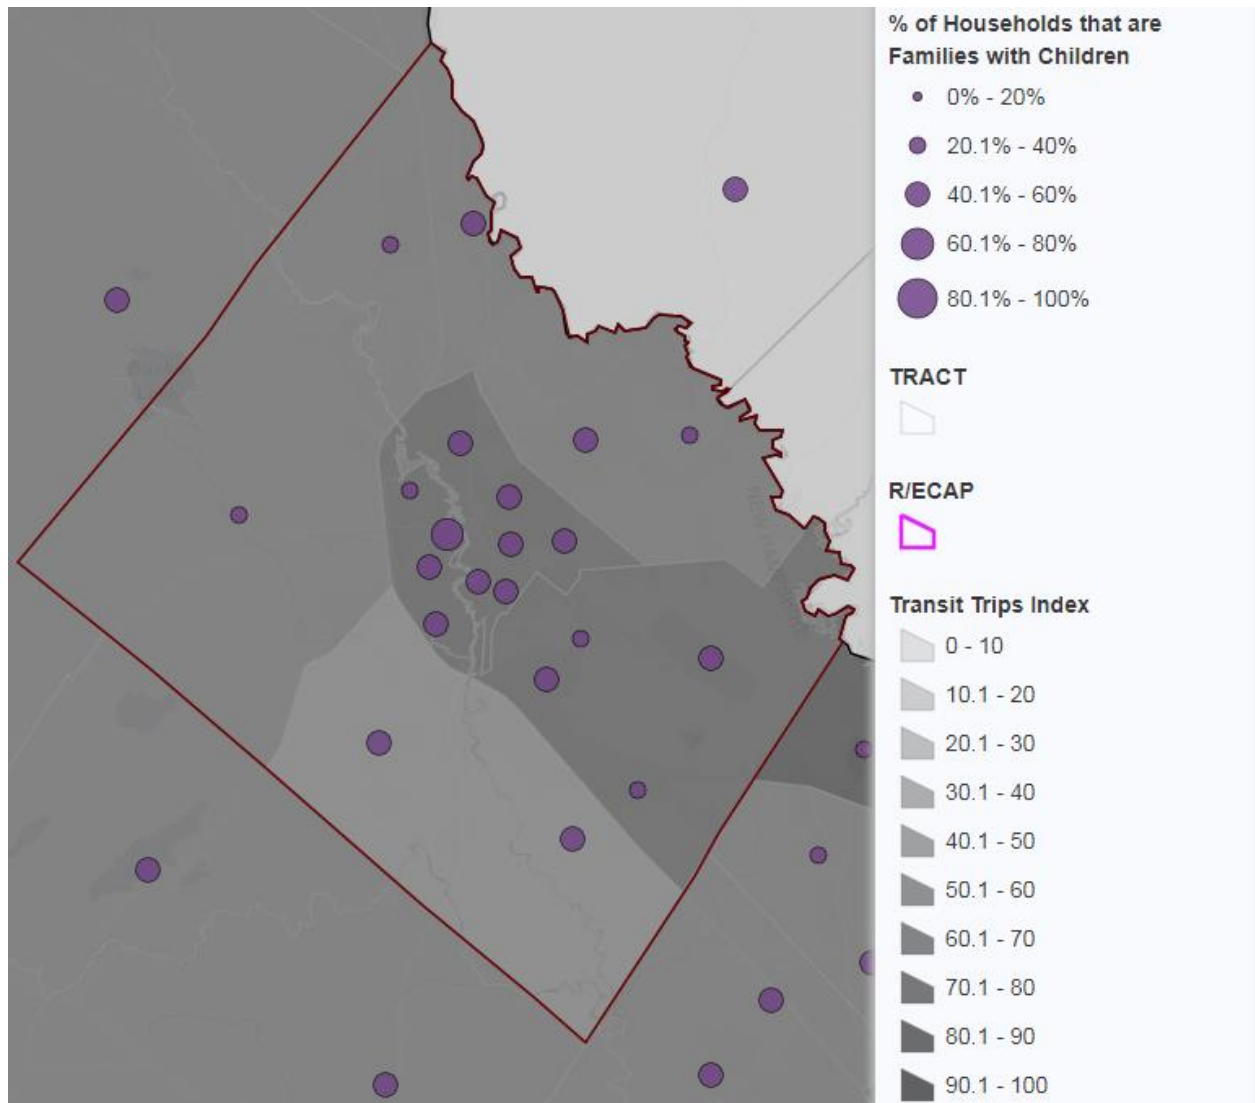 % of Households that are
Families with Children
0% - 20%
20.1% - 40%
40.1% - 60%
60.1% - 80%
80.1% - 100%
TRACT
R/ECAP
Transit Trips Index
0 - 10
10.1 - 20
20.1 - 30
30.1 - 40
40.1 - 50
50.1 - 60
60.1 - 70
70.1 - 80
80.1 - 90
90.1 - 100